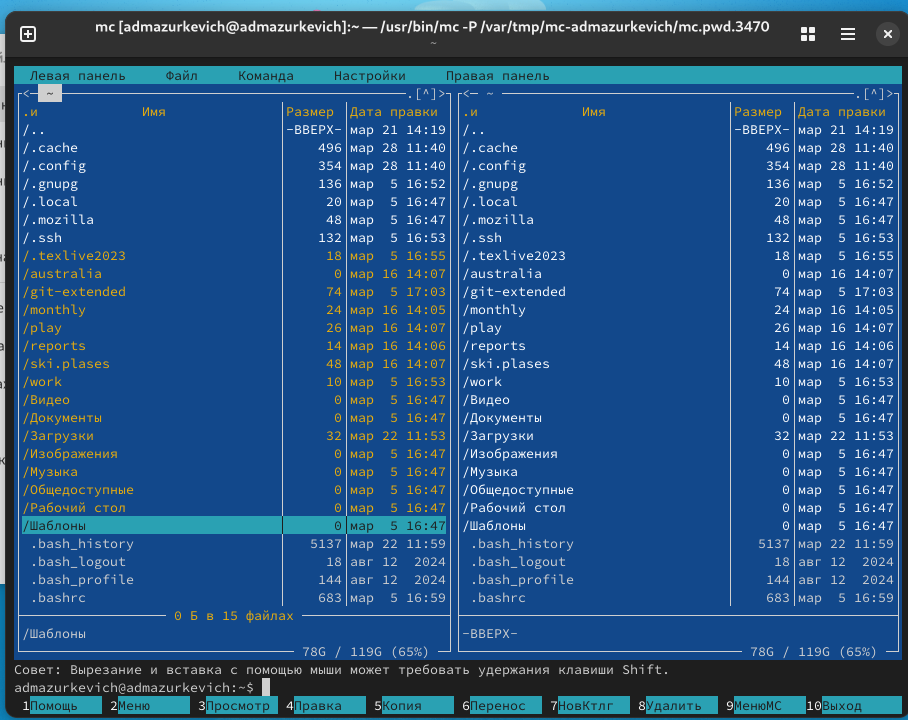 mc [admazurkevich@admazurkevich]:~ — /usr/bin/mc -P /var/tmp/mc-admazurkevich/mc.pwd.3470
~
Левая панель Файл Команда Настройки Правая панель
<— ~ .[^]> <— ~ .[^]>
.и Имя Размер Дата правки .и Имя Размер Дата правки
/.. -ВВЕРХ- мар 21 14:19 /.. -ВВЕРХ- мар 21 14:19
/.cache 496 мар 28 11:40 /.cache 496 мар 28 11:40
/.config 354 мар 28 11:40 /.config 354 мар 28 11:40
/.gnupg 136 мар 5 16:52 /.gnupg 136 мар 5 16:52
/.local 20 мар 5 16:47 /.local 20 мар 5 16:47
/.mozilla 48 мар 5 16:47 /.mozilla 48 мар 5 16:47
/.ssh 132 мар 5 16:53 /.ssh 132 мар 5 16:53
/.texlive2023 18 мар 5 16:55 /.texlive2023 18 мар 5 16:55
/australia 0 мар 16 14:07 /australia 0 мар 16 14:07
/git-extended 74 мар 5 17:03 /git-extended 74 мар 5 17:03
/monthly 24 мар 16 14:05 /monthly 24 мар 16 14:05
/play 26 мар 16 14:07 /play 26 мар 16 14:07
/reports 14 мар 16 14:06 /reports 14 мар 16 14:06
/ski.plases 48 мар 16 14:07 /ski.plases 48 мар 16 14:07
/work 10 мар 5 16:53 /work 10 мар 5 16:53
/Видео 0 мар 5 16:47 /Видео 0 мар 5 16:47
/Документы 0 мар 5 16:47 /Документы 0 мар 5 16:47
/Загрузки 32 мар 22 11:53 /Загрузки 32 мар 22 11:53
/Изображения 0 мар 5 16:47 /Изображения 0 мар 5 16:47
/Музыка 0 мар 5 16:47 /Музыка 0 мар 5 16:47
/Общедоступные 0 мар 5 16:47 /Общедоступные 0 мар 5 16:47
/Рабочий стол 0 мар 5 16:47 /Рабочий стол 0 мар 5 16:47
/Шаблоны 0 мар 5 16:47 /Шаблоны 0 мар 5 16:47
.bash_history 5137 мар 22 11:59 .bash_history 5137 мар 22 11:59
.bash_logout 18 авг 12 2024 .bash_logout 18 авг 12 2024
.bash_profile 144 авг 12 2024 .bash_profile 144 авг 12 2024
.bashrc 683 мар 5 16:59 .bashrc 683 мар 5 16:59
0 Б в 15 файлах
/Шаблоны -ВВЕРХ-
78G / 119G (65%) 78G / 119G (65%)
Совет: Вырезание и вставка с помощью мыши может требовать удержания клавиши Shift.
admazurkevich@admazurkevich:~$
1Помощь 2Меню 3Просмотр 4Правка 5Копия 6Перенос 7НовКтлг 8Удалить 9МенюMC 10Выход